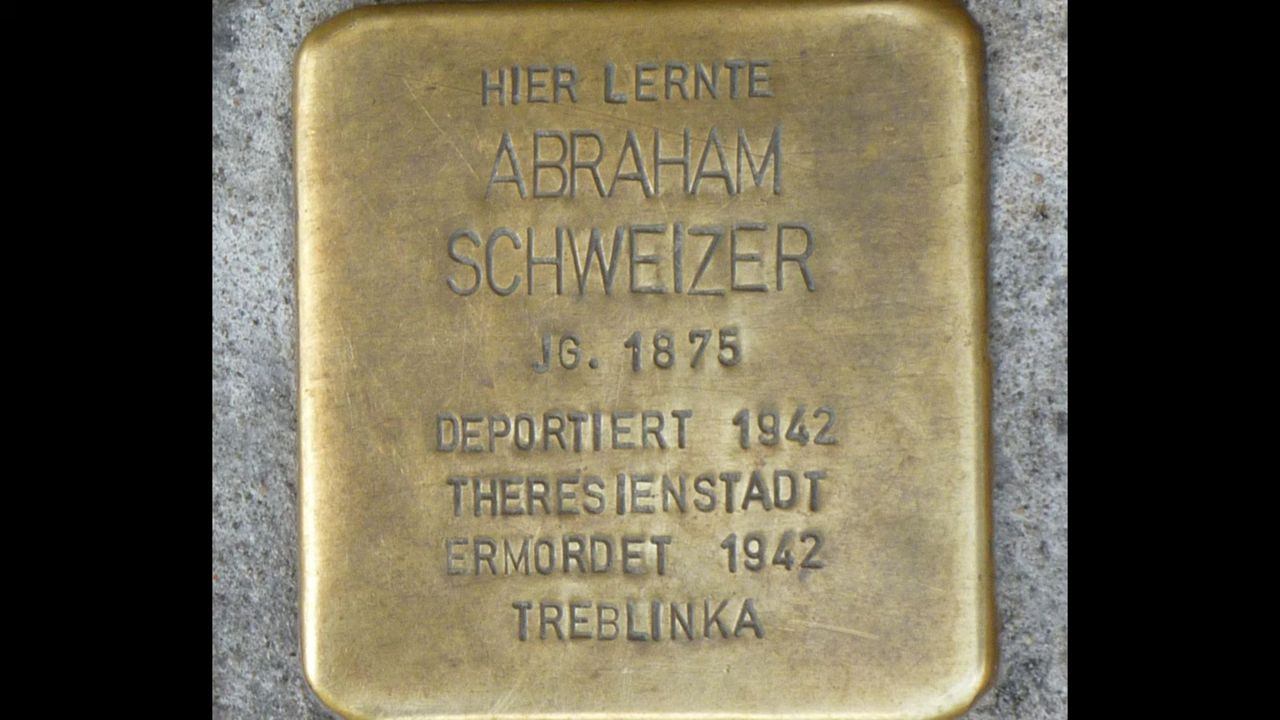 HIER LERNTE
ABRAHAM
SCHWEIZER
JG. 1875
DEPORTIERT 1942
THERESIENSTADT
ERMORDET 1942
TREBLINKA